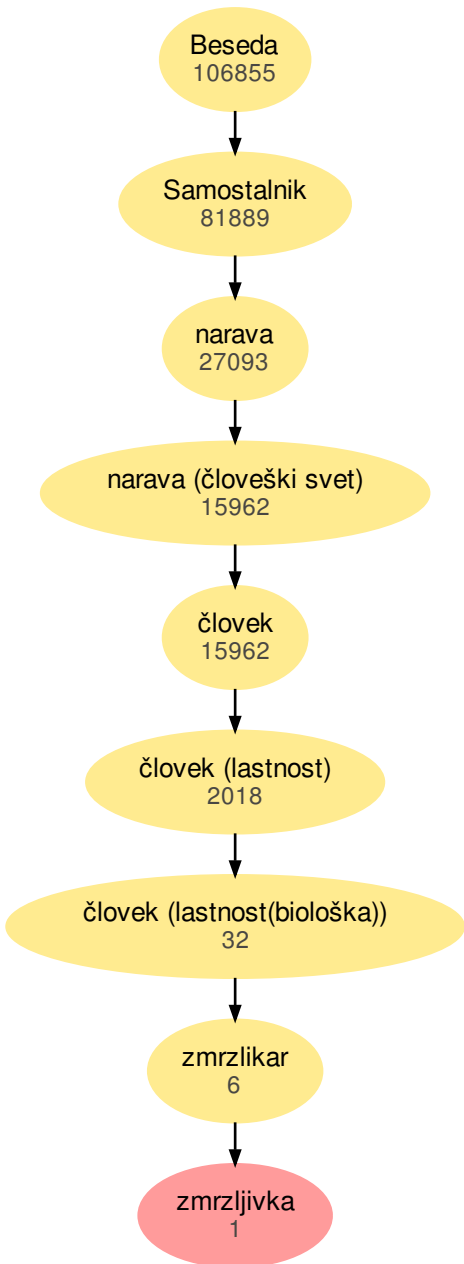 Beseda
106855
Samostalnik
81889
narava
27093
narava (človeški svet)
15962
človek
15962
človek (lastnost)
2018
človek (lastnost(biološka))
32
zmrzlikar
6
zmrzljivka
1